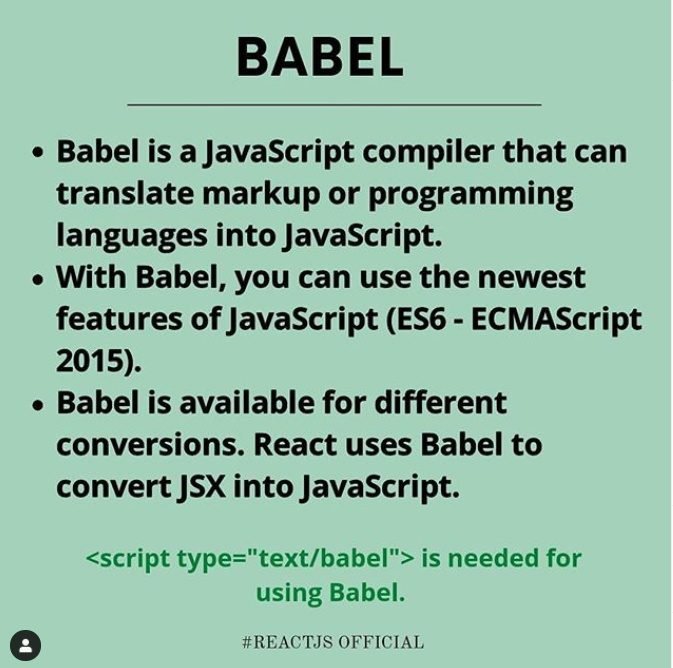 BABEL
• Babel is a JavaScript compiler that can
translate markup or programming
languages into JavaScript.
• With Babel, you can use the newest
features of JavaScript (ES6 - ECMAScript
2015).
• Babel is available for different
conversions. React uses Babel to
convert JSX into JavaScript.
<script type="text/babel"> is needed for
using Babel.
#REACTJS OFFICIAL